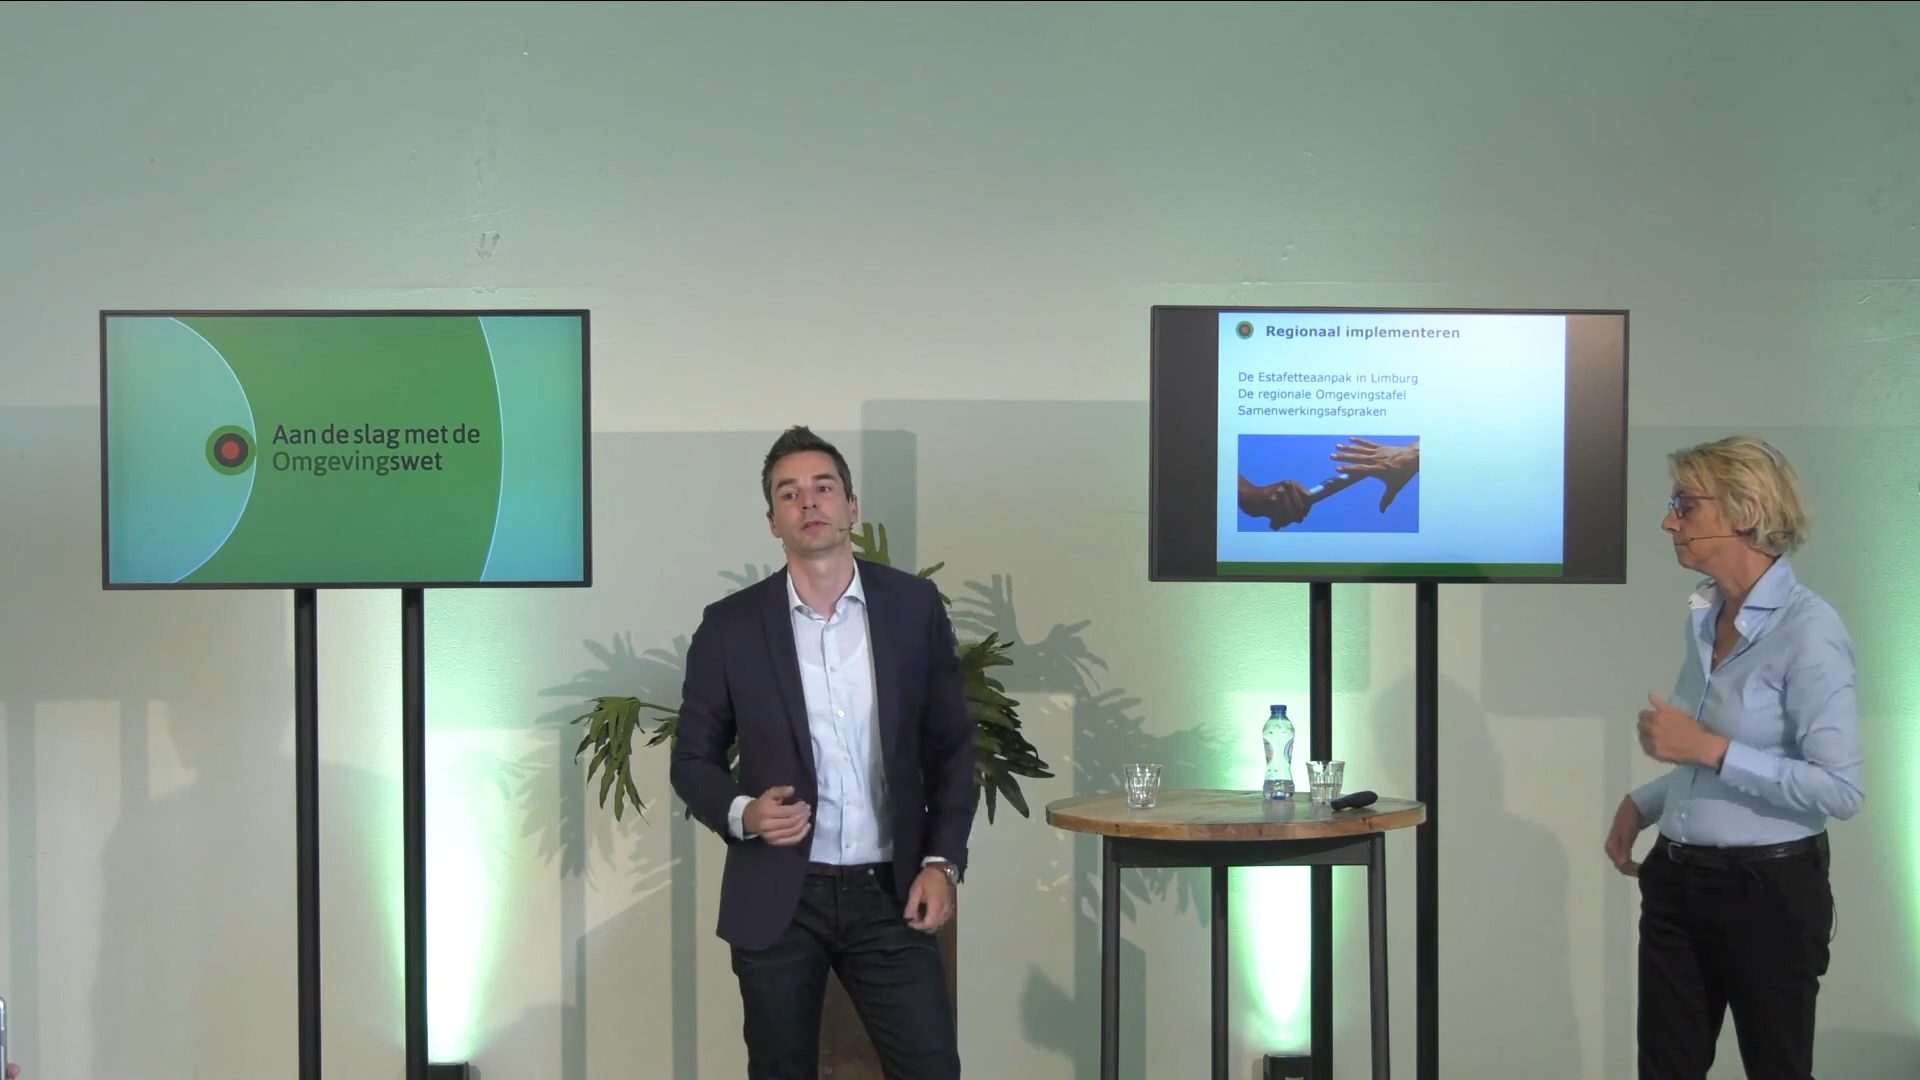 Aan de slag met de
Omgevingswet
Regionaal implementeren
De Estafetteaanpak in Limburg
De regionale Omgevingstafel
Samenwerkingsafspraken